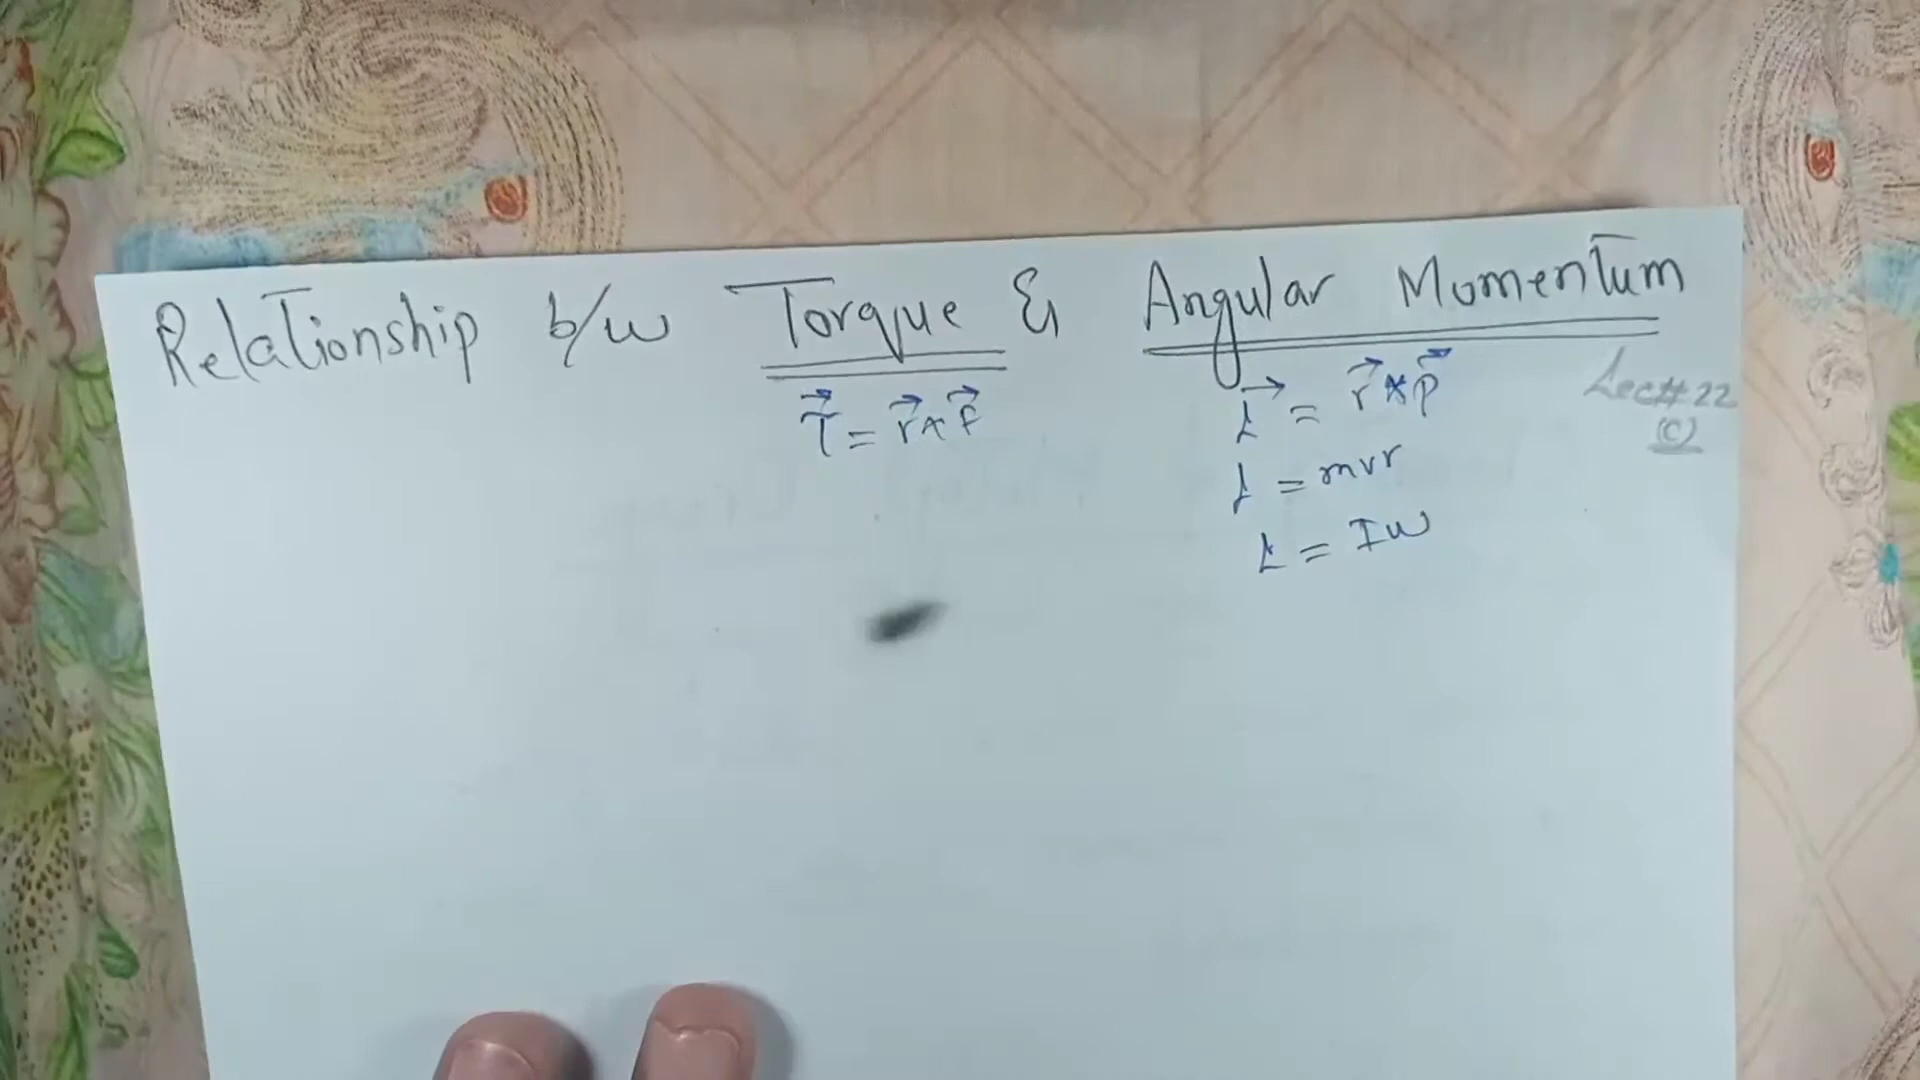 Relationship b/w Torque & Angular Momentum
Lec# 22
(C)
τ⃗ = r⃗ × F⃗
L⃗ = r⃗ × p⃗
L = mvr
L = Iω